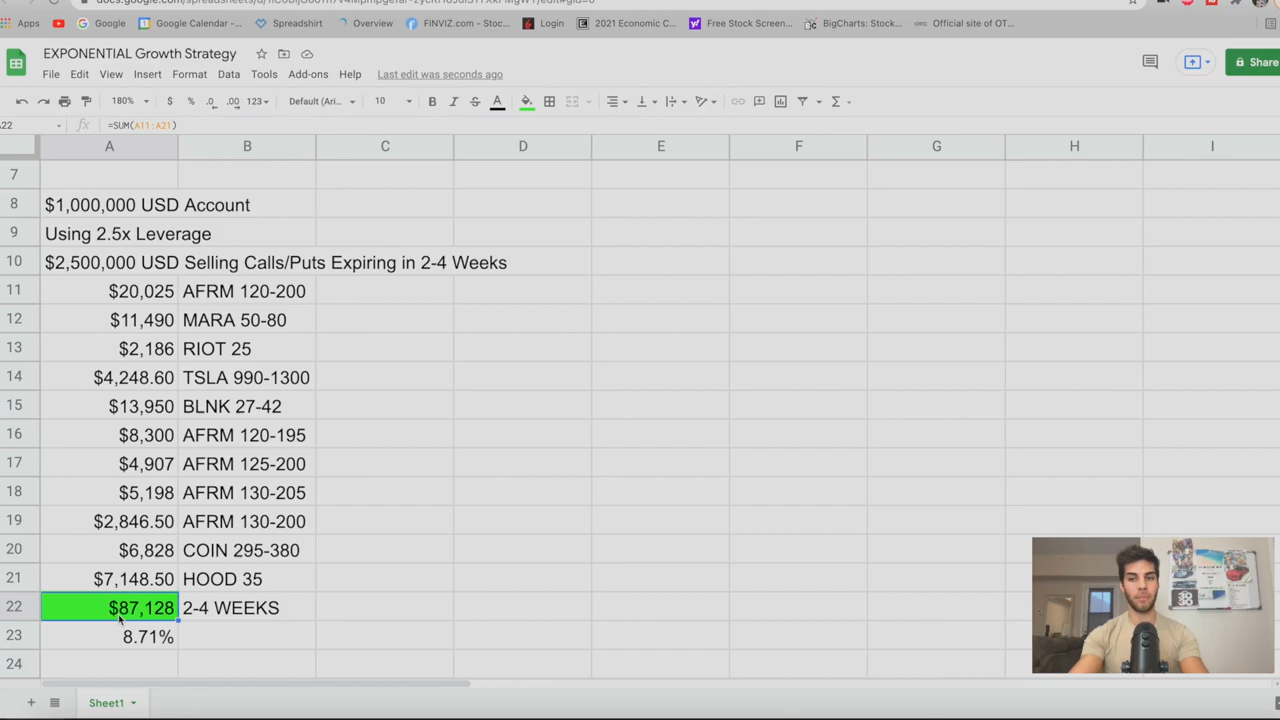 Apps
Google
Google Calendar -...
Spreadshirt
Overview
FINVIZ.com - Stoc...
Login
2021 Economic C...
Free Stock Screen...
BigCharts: Stock...
Official site of OT...
EXPONENTIAL Growth Strategy
File Edit View Insert Format Data Tools Add-ons Help Last edit was seconds ago
Share
180% $ % .0 .00 123 Default (Ari... 10 B I S A
fx =SUM(A11:A21)
A B C D E F G H I
7
8 $1,000,000 USD Account
9 Using 2.5x Leverage
10 $2,500,000 USD Selling Calls/Puts Expiring in 2-4 Weeks
11 $20,025 AFRM 120-200
12 $11,490 MARA 50-80
13 $2,186 RIOT 25
14 $4,248.60 TSLA 990-1300
15 $13,950 BLNK 27-42
16 $8,300 AFRM 120-195
17 $4,907 AFRM 125-200
18 $5,198 AFRM 130-205
19 $2,846.50 AFRM 130-200
20 $6,828 COIN 295-380
21 $7,148.50 HOOD 35
22 $87,128 2-4 WEEKS
23 8.71%
24
Sheet1